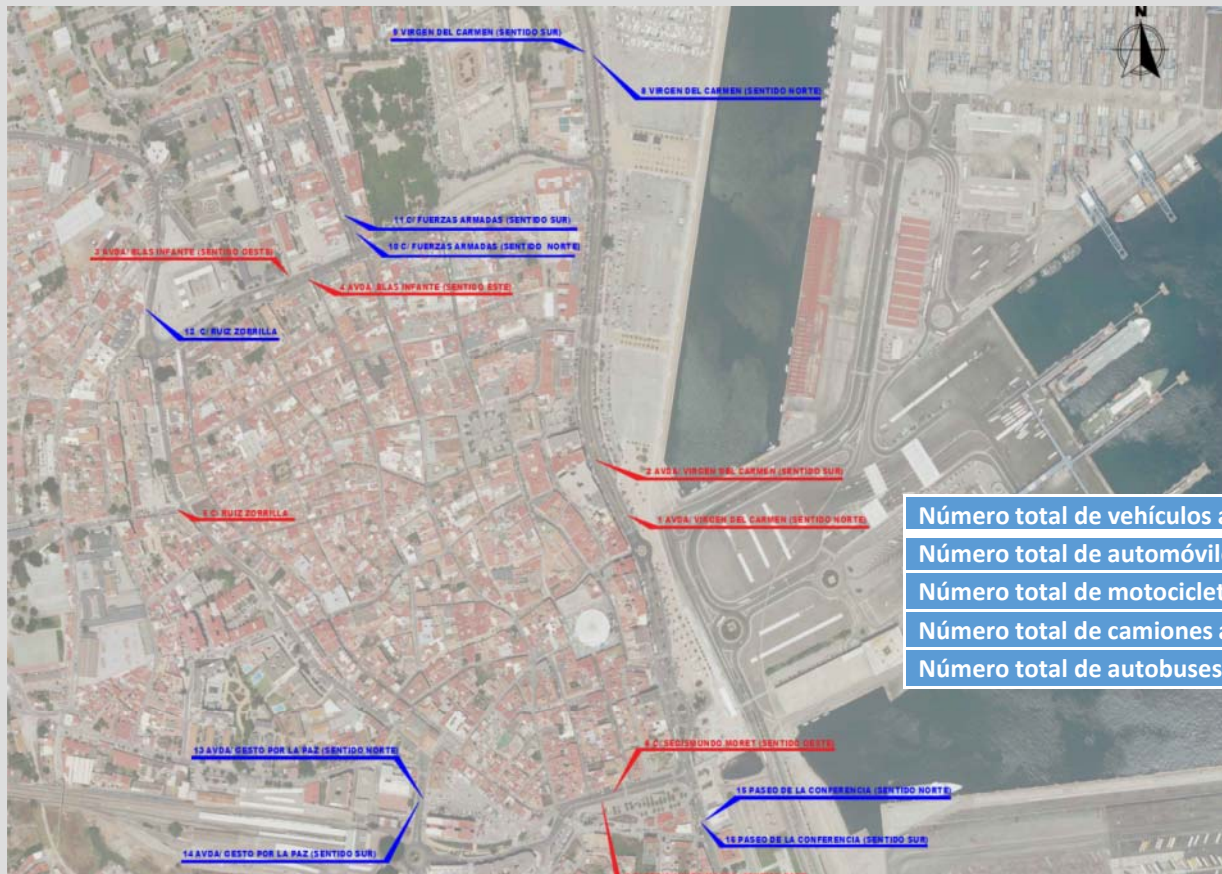 N
9 VIRGEN DEL CARMEN (SENTIDO SUR)
8 VIRGEN DEL CARMEN (SENTIDO NORTE)
11 C/ FUERZAS ARMADAS (SENTIDO SUR)
10 C/ FUERZAS ARMADAS (SENTIDO NORTE)
3 AVDA/ BLAS INFANTE (SENTIDO OESTE)
4 AVDA/ BLAS INFANTE (SENTIDO ESTE)
12 C/ RUIZ ZORRILLA
2 AVDA/ VIRGEN DEL CARMEN (SENTIDO SUR)
5 C/ RUIZ ZORRILLA
1 AVDA/ VIRGEN DEL CARMEN (SENTIDO NORTE)
Número total de vehículos a
Número total de automóvil
Número total de motociclet
Número total de camiones a
Número total de autobuses
13 AVDA/ GESTO POR LA PAZ (SENTIDO NORTE)
6 C/ SEGISMUNDO MORET (SENTIDO OESTE)
15 PASEO DE LA CONFERENCIA (SENTIDO NORTE)
16 PASEO DE LA CONFERENCIA (SENTIDO SUR)
14 AVDA/ GESTO POR LA PAZ (SENTIDO SUR)